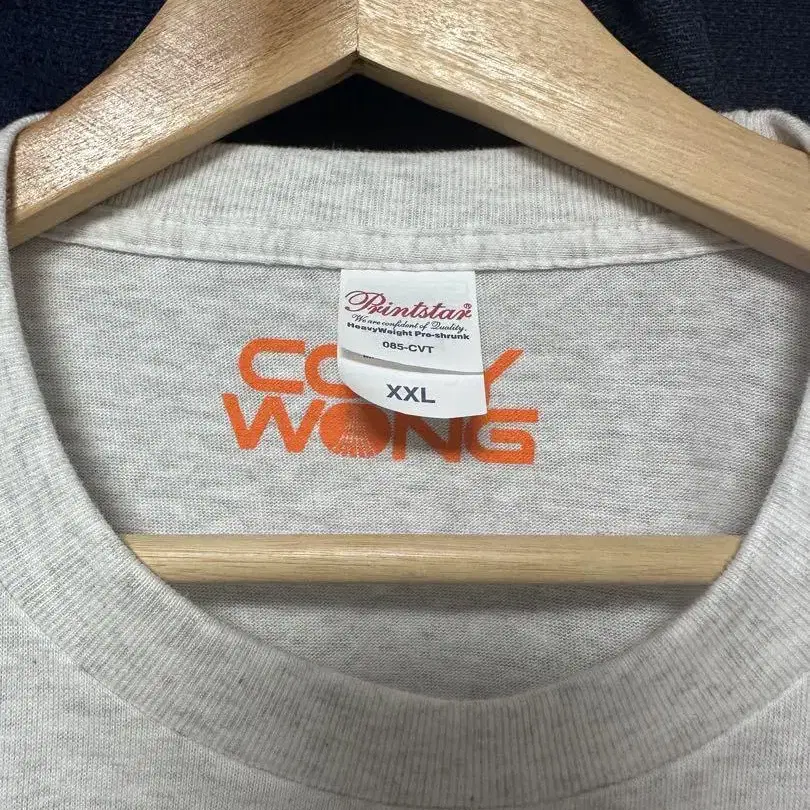 Printstar®
We are confident of Quality.
HeavyWeight Pre-shrunk
085-CVT
XXL
WONG